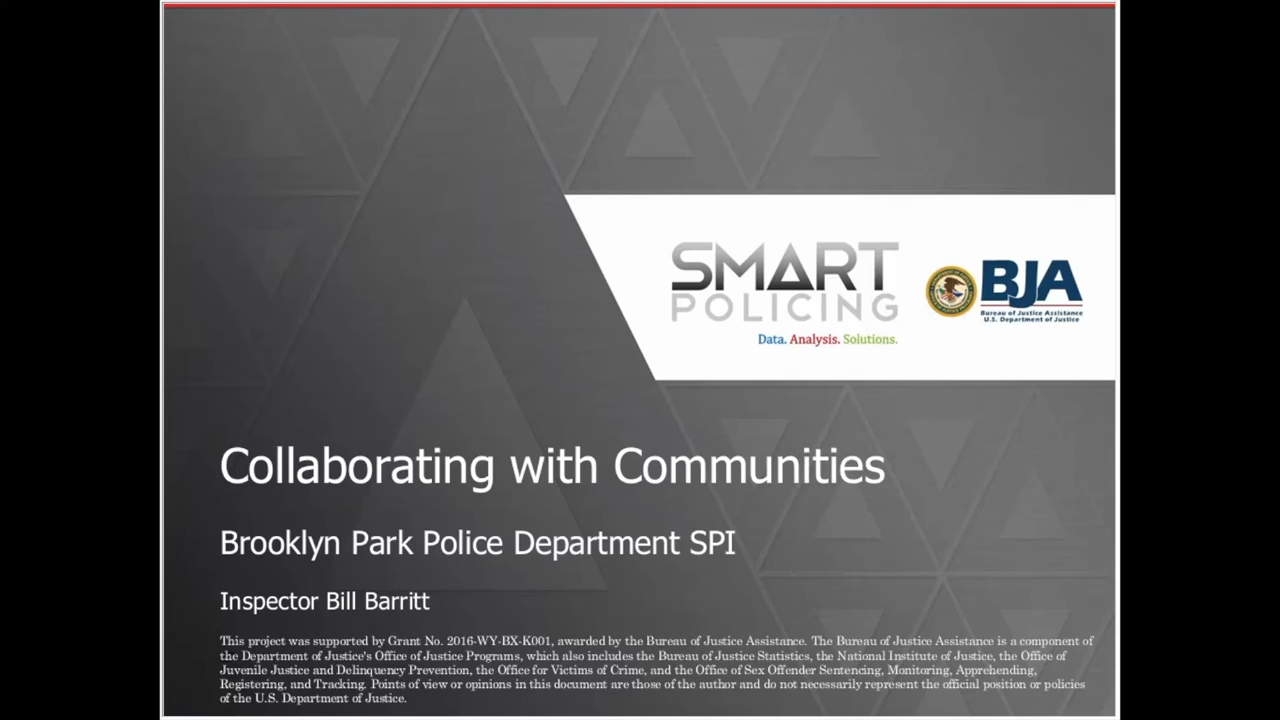 SMART
POLICING
Data. Analysis. Solutions.
BJA
Bureau of Justice Assistance
U.S. Department of Justice
Collaborating with Communities
Brooklyn Park Police Department SPI
Inspector Bill Barritt
This project was supported by Grant No. 2016-WY-BX-K001, awarded by the Bureau of Justice Assistance. The Bureau of Justice Assistance is a component of
the Department of Justice's Office of Justice Programs, which also includes the Bureau of Justice Statistics, the National Institute of Justice, the Office of
Juvenile Justice and Delinquency Prevention, the Office for Victims of Crime, and the Office of Sex Offender Sentencing, Monitoring, Apprehending,
Registering, and Tracking. Points of view or opinions in this document are those of the author and do not necessarily represent the official position or policies
of the U.S. Department of Justice.